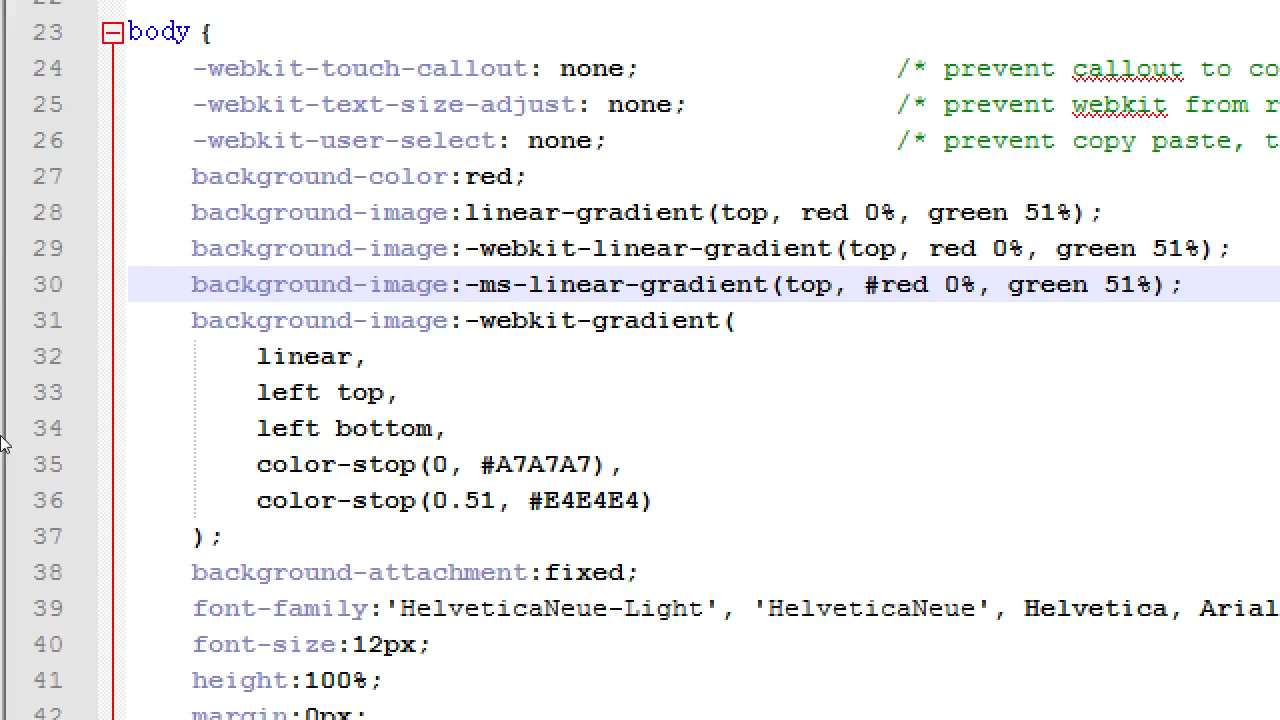 23 body {
24 -webkit-touch-callout: none; /* prevent callout to co
25 -webkit-text-size-adjust: none; /* prevent webkit from r
26 -webkit-user-select: none; /* prevent copy paste, t
27 background-color:red;
28 background-image:linear-gradient(top, red 0%, green 51%);
29 background-image:-webkit-linear-gradient(top, red 0%, green 51%);
30 background-image:-ms-linear-gradient(top, #red 0%, green 51%);
31 background-image:-webkit-gradient(
32 linear,
33 left top,
34 left bottom,
35 color-stop(0, #A7A7A7),
36 color-stop(0.51, #E4E4E4)
37 );
38 background-attachment:fixed;
39 font-family:'HelveticaNeue-Light', 'HelveticaNeue', Helvetica, Arial
40 font-size:12px;
41 height:100%;
42 margin:0px;